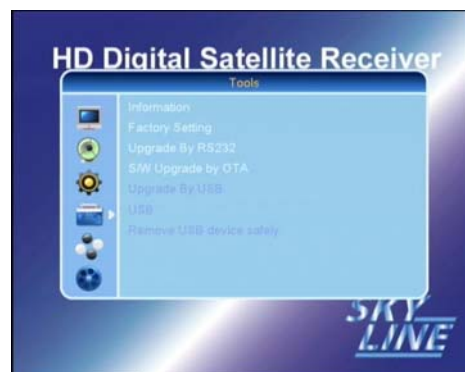 HD Digital Satellite Receiver
Tools
Information
Factory Setting
Upgrade By RS232
S/W Upgrade by OTA
Upgrade By USB
USB
Remove USB device safely
SKY
LINE